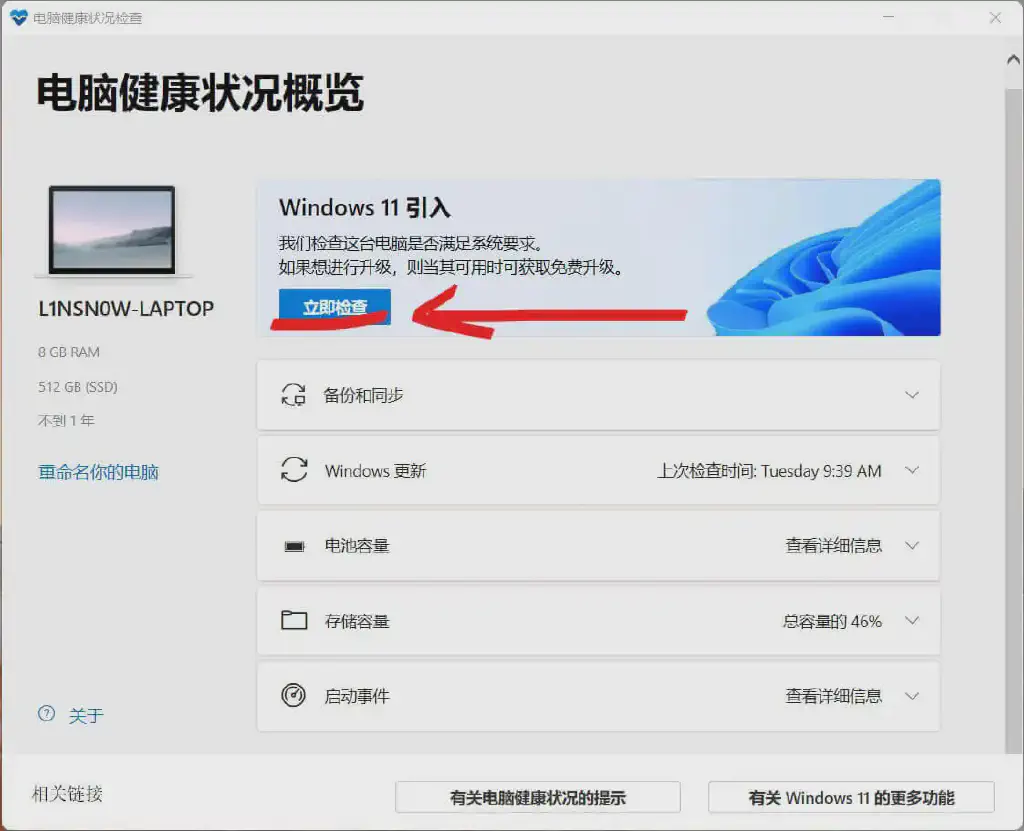 电脑健康状况检查
电脑健康状况概览
L1NSN0W-LAPTOP
8 GB RAM
512 GB (SSD)
不到 1 年
重命名你的电脑
关于
Windows 11 引入
我们检查这台电脑是否满足系统要求。
如果想进行升级，则当其可用时可获取免费升级。
立即检查
备份和同步
Windows 更新 上次检查时间: Tuesday 9:39 AM
电池容量 查看详细信息
存储容量 总容量的 46%
启动事件 查看详细信息
相关链接
有关电脑健康状况的提示
有关 Windows 11 的更多功能